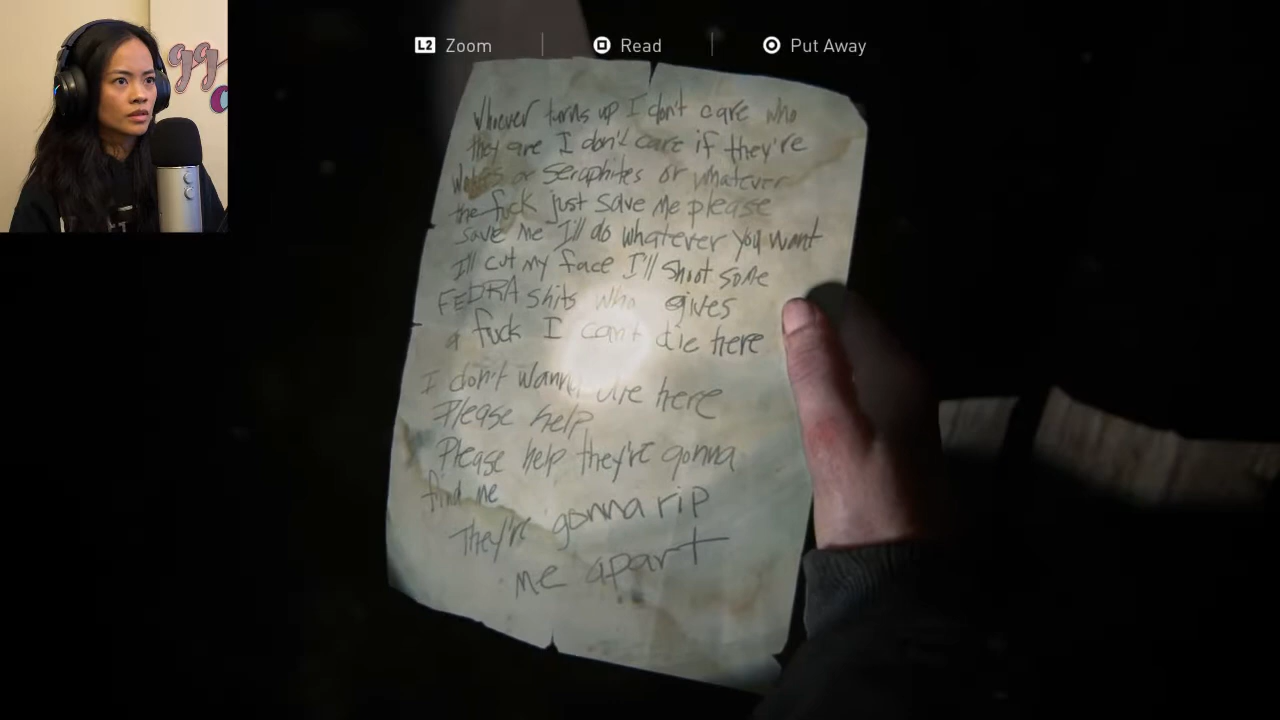 gg
L2 Zoom | Read | Put Away
Whoever turns up I don't care who
they are I don't care if they're
Wolves or Seraphites or whatever
the fuck just save me please
save me I'll do whatever you want
I'll cut my face I'll shoot some
FEDRA shits who gives
a fuck I can't die here
I don't wanna die here
Please help
Please help they're gonna
find me
They're gonna rip
me apart